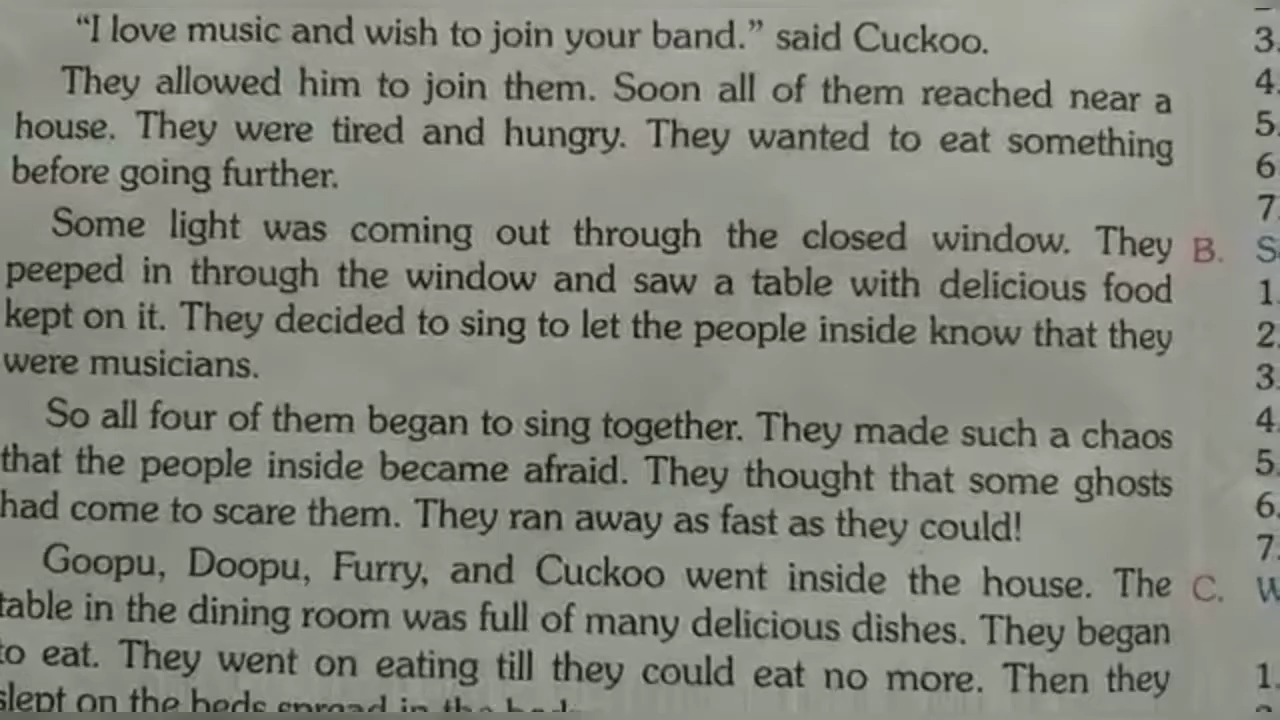 “I love music and wish to join your band.” said Cuckoo.
They allowed him to join them. Soon all of them reached near a
house. They were tired and hungry. They wanted to eat something
before going further.
Some light was coming out through the closed window. They
peeped in through the window and saw a table with delicious food
kept on it. They decided to sing to let the people inside know that they
were musicians.
So all four of them began to sing together. They made such a chaos
that the people inside became afraid. They thought that some ghosts
had come to scare them. They ran away as fast as they could!
Goopu, Doopu, Furry, and Cuckoo went inside the house. The
table in the dining room was full of many delicious dishes. They began
to eat. They went on eating till they could eat no more. Then they
slept on the beds spread in the
3.
4.
5.
6
7
B. S
1.
2.
3.
4.
5.
6.
7.
C. W
1.